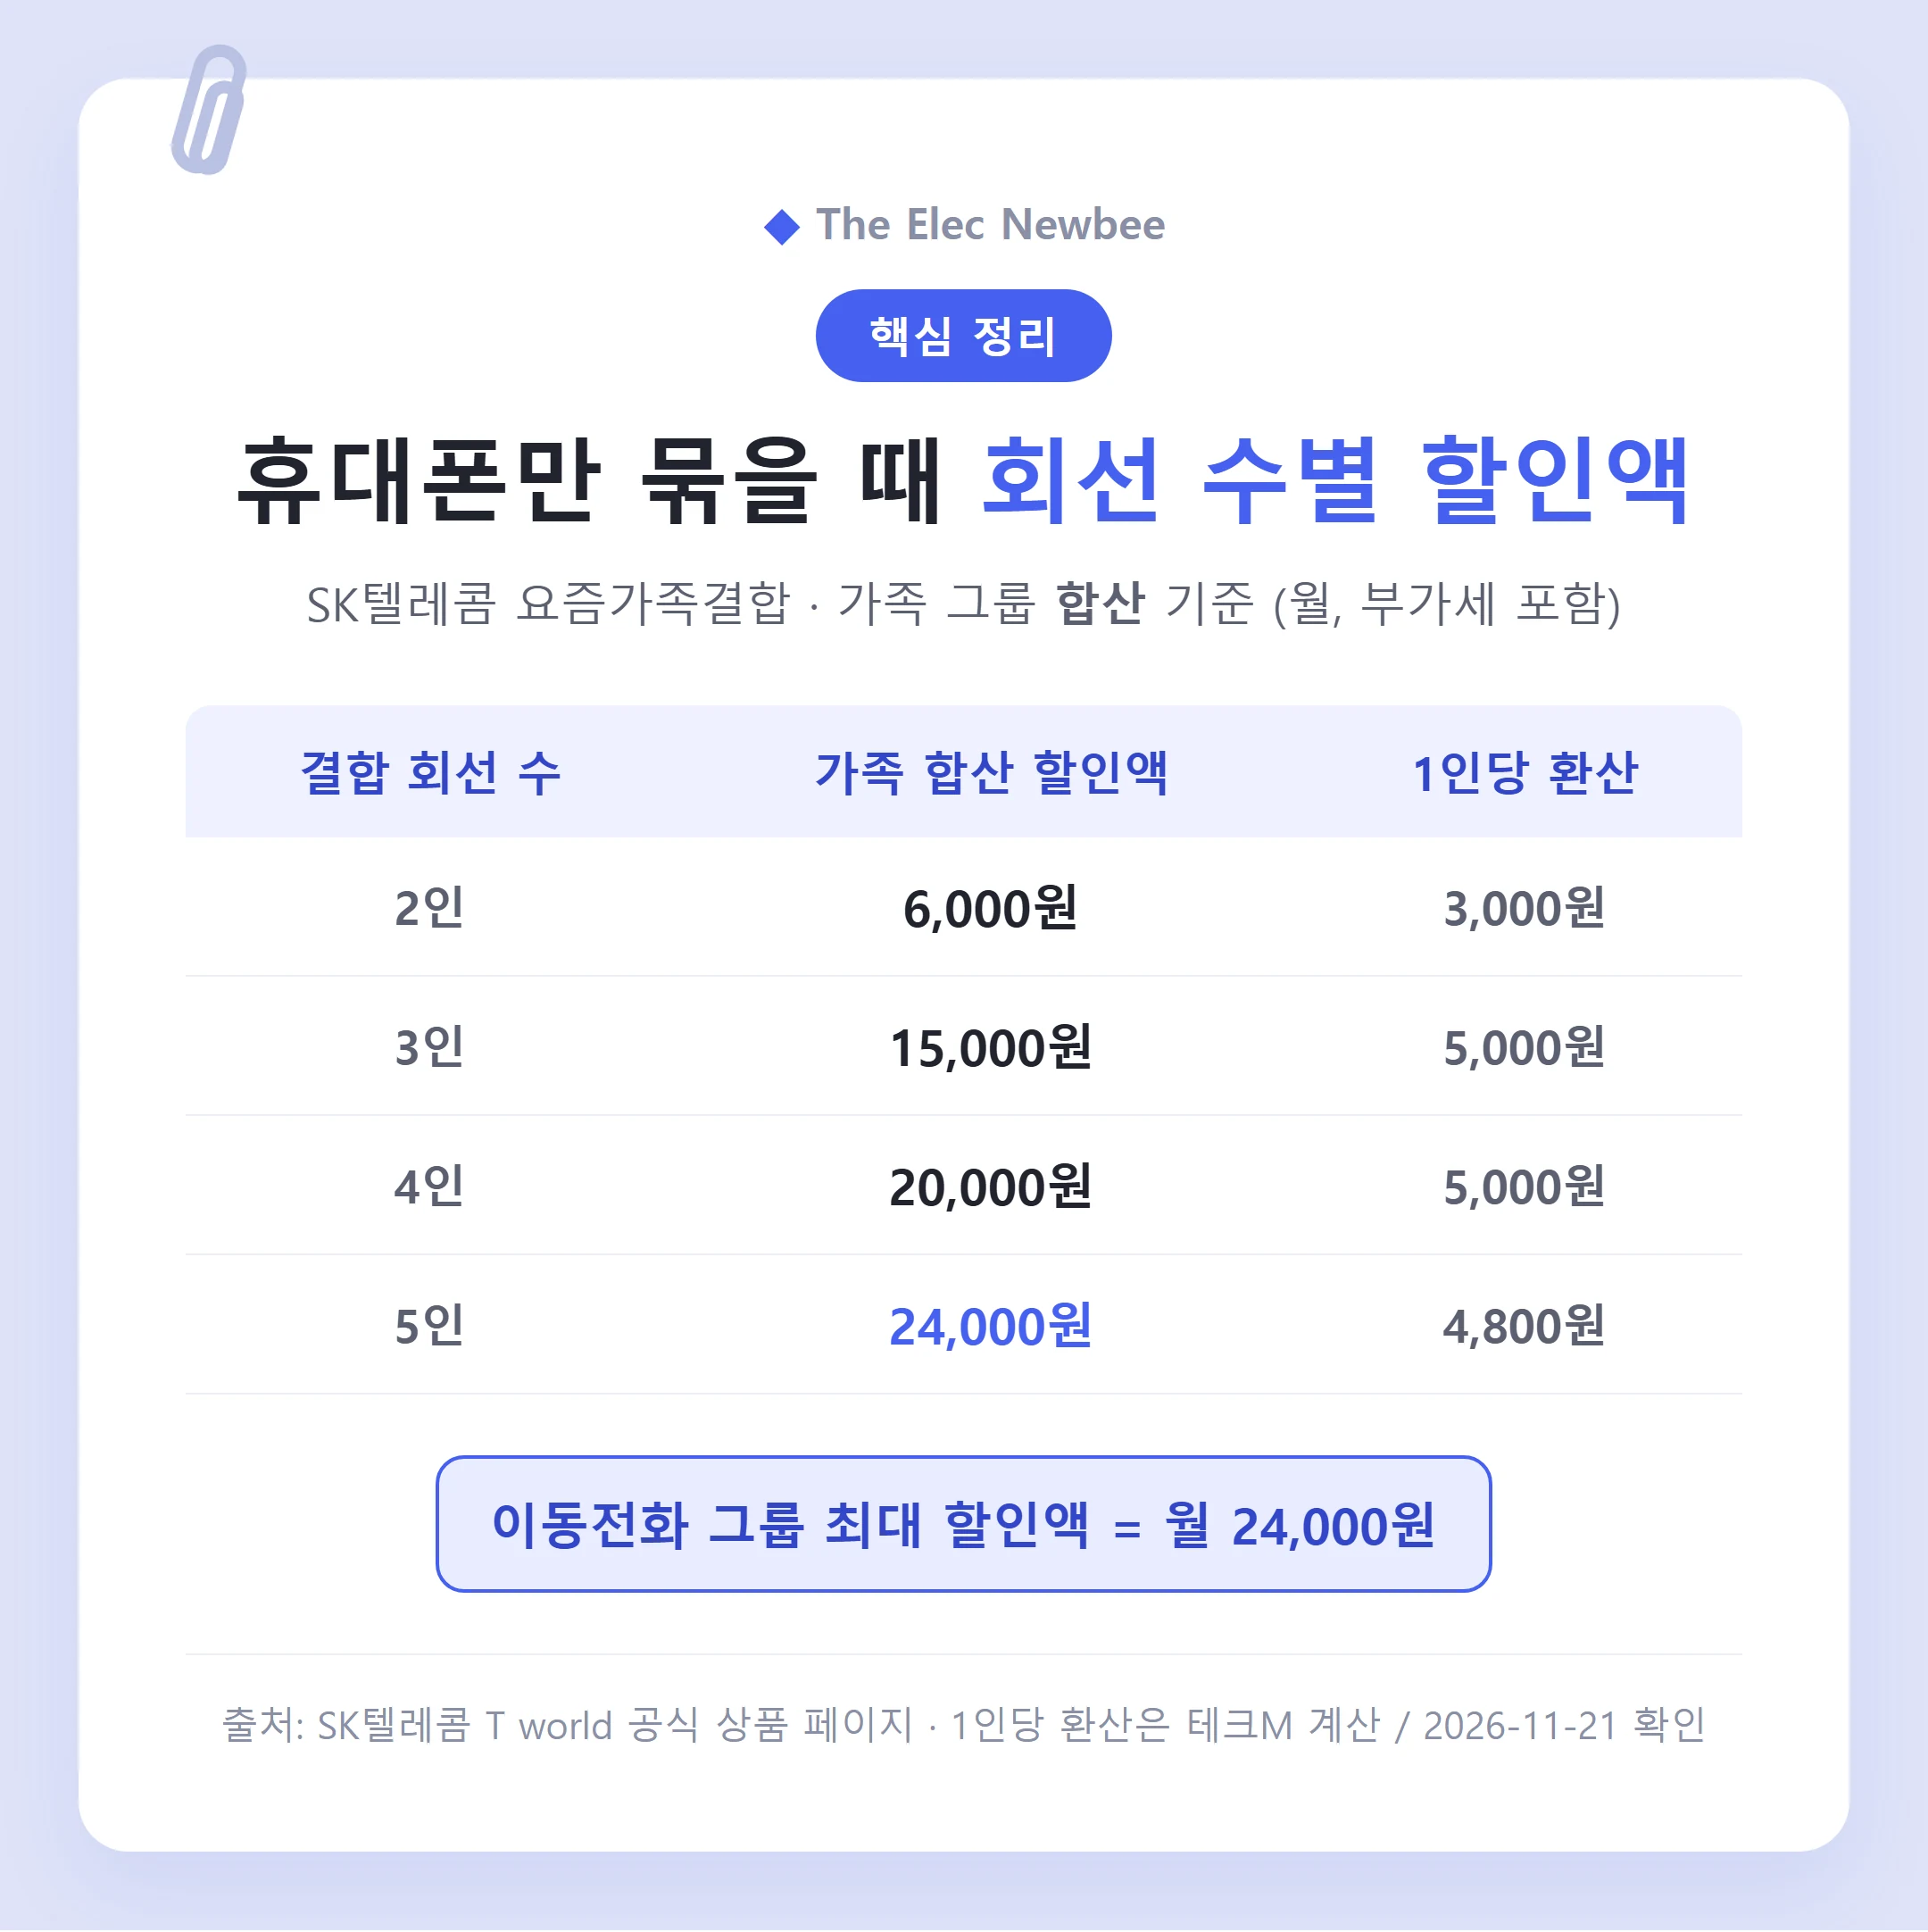 ◆ The Elec Newbee
핵심 정리
휴대폰만 묶을 때 회선 수별 할인액
SK텔레콤 요즘가족결합 · 가족 그룹 합산 기준 (월, 부가세 포함)
결합 회선 수 가족 합산 할인액 1인당 환산
2인 6,000원 3,000원
3인 15,000원 5,000원
4인 20,000원 5,000원
5인 24,000원 4,800원
이동전화 그룹 최대 할인액 = 월 24,000원
출처: SK텔레콤 T world 공식 상품 페이지 · 1인당 환산은 테크M 계산 / 2026-11-21 확인